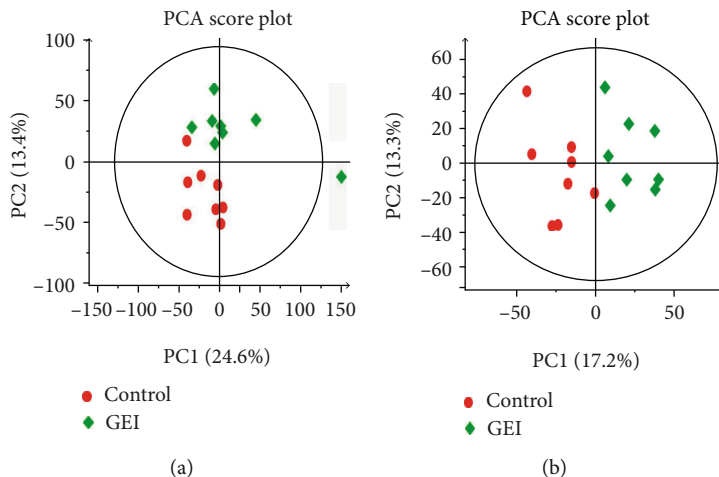 PCA score plot
100
50
0
−50
−100
PC2 (13.4%)
−150 −100 −50 0 50 100 150
PC1 (24.6%)
Control
GEI
(a)
PCA score plot
60
40
20
0
−20
−40
−60
PC2 (13.3%)
−50 0 50
PC1 (17.2%)
Control
GEI
(b)